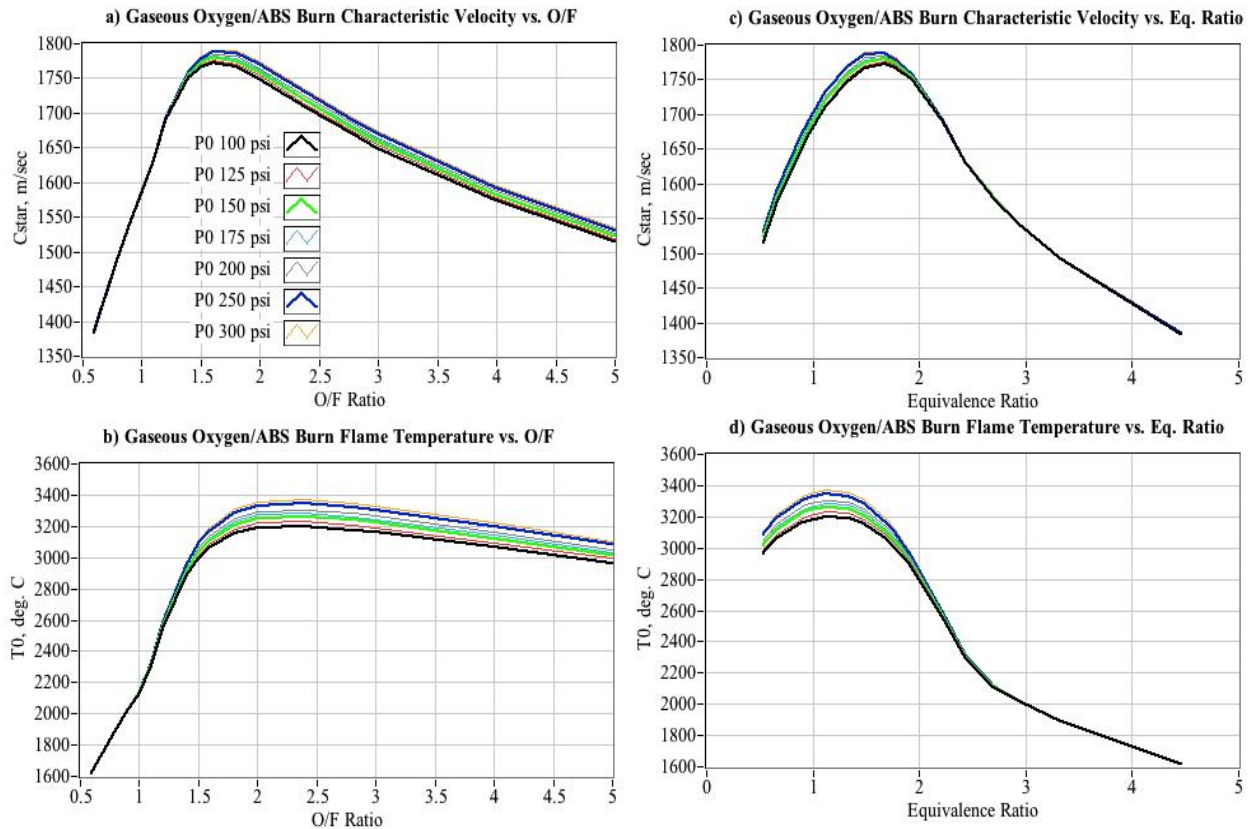 a) Gaseous Oxygen/ABS Burn Characteristic Velocity vs. O/F
1800
1750
1700
1650
1600
1550
1500
1450
1400
1350
Cstar, m/sec
P0 100 psi
P0 125 psi
P0 150 psi
P0 175 psi
P0 200 psi
P0 250 psi
P0 300 psi
0.5 1 1.5 2 2.5 3 3.5 4 4.5 5
O/F Ratio
c) Gaseous Oxygen/ABS Burn Characteristic Velocity vs. Eq. Ratio
1800
1750
1700
1650
1600
1550
1500
1450
1400
1350
Cstar, m/sec
0 1 2 3 4 5
Equivalence Ratio
b) Gaseous Oxygen/ABS Burn Flame Temperature vs. O/F
3600
3400
3200
3000
2800
2600
2400
2200
2000
1800
1600
T0, deg. C
0.5 1 1.5 2 2.5 3 3.5 4 4.5 5
O/F Ratio
d) Gaseous Oxygen/ABS Burn Flame Temperature vs. Eq. Ratio
3600
3400
3200
3000
2800
2600
2400
2200
2000
1800
1600
T0, deg. C
0 1 2 3 4 5
Equivalence Ratio